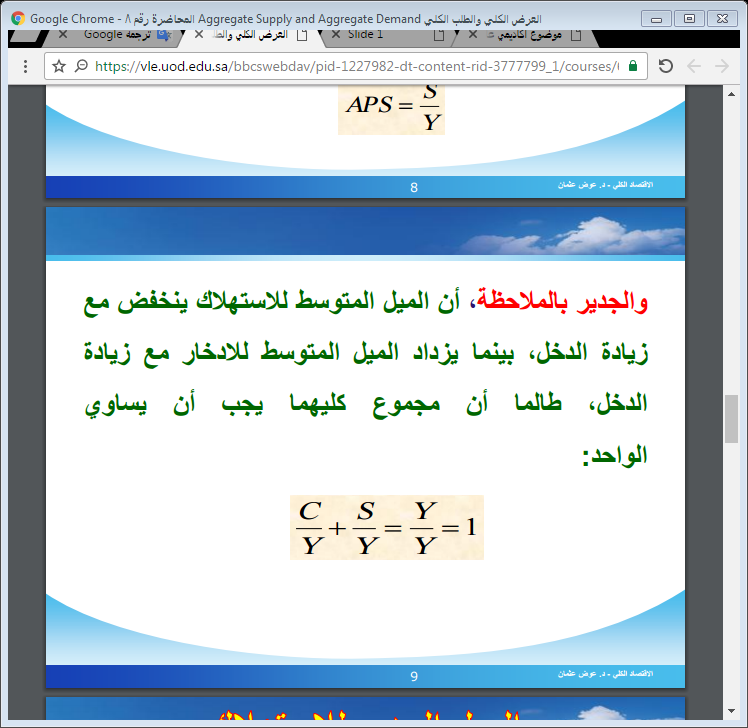 العرض الكلي والطلب الكلي Aggregate Supply and Aggregate Demand المحاضرة رقم ٨ - Google Chrome
ترجمة Google
العرض الكلي والط
Slide 1
موضوع اكاديمي
https://vle.uod.edu.sa/bbcswebdav/pid-1227982-dt-content-rid-3777799_1/courses/
APS = S/Y
8
الاقتصاد الكلي - د. عوض عثمان
والجدير بالملاحظة، أن الميل المتوسط للاستهلاك ينخفض مع
زيادة الدخل، بينما يزداد الميل المتوسط للادخار مع زيادة
الدخل، طالما أن مجموع كليهما يجب أن يساوي
الواحد:
C/Y + S/Y = Y/Y = 1
9
الاقتصاد الكلي - د. عوض عثمان